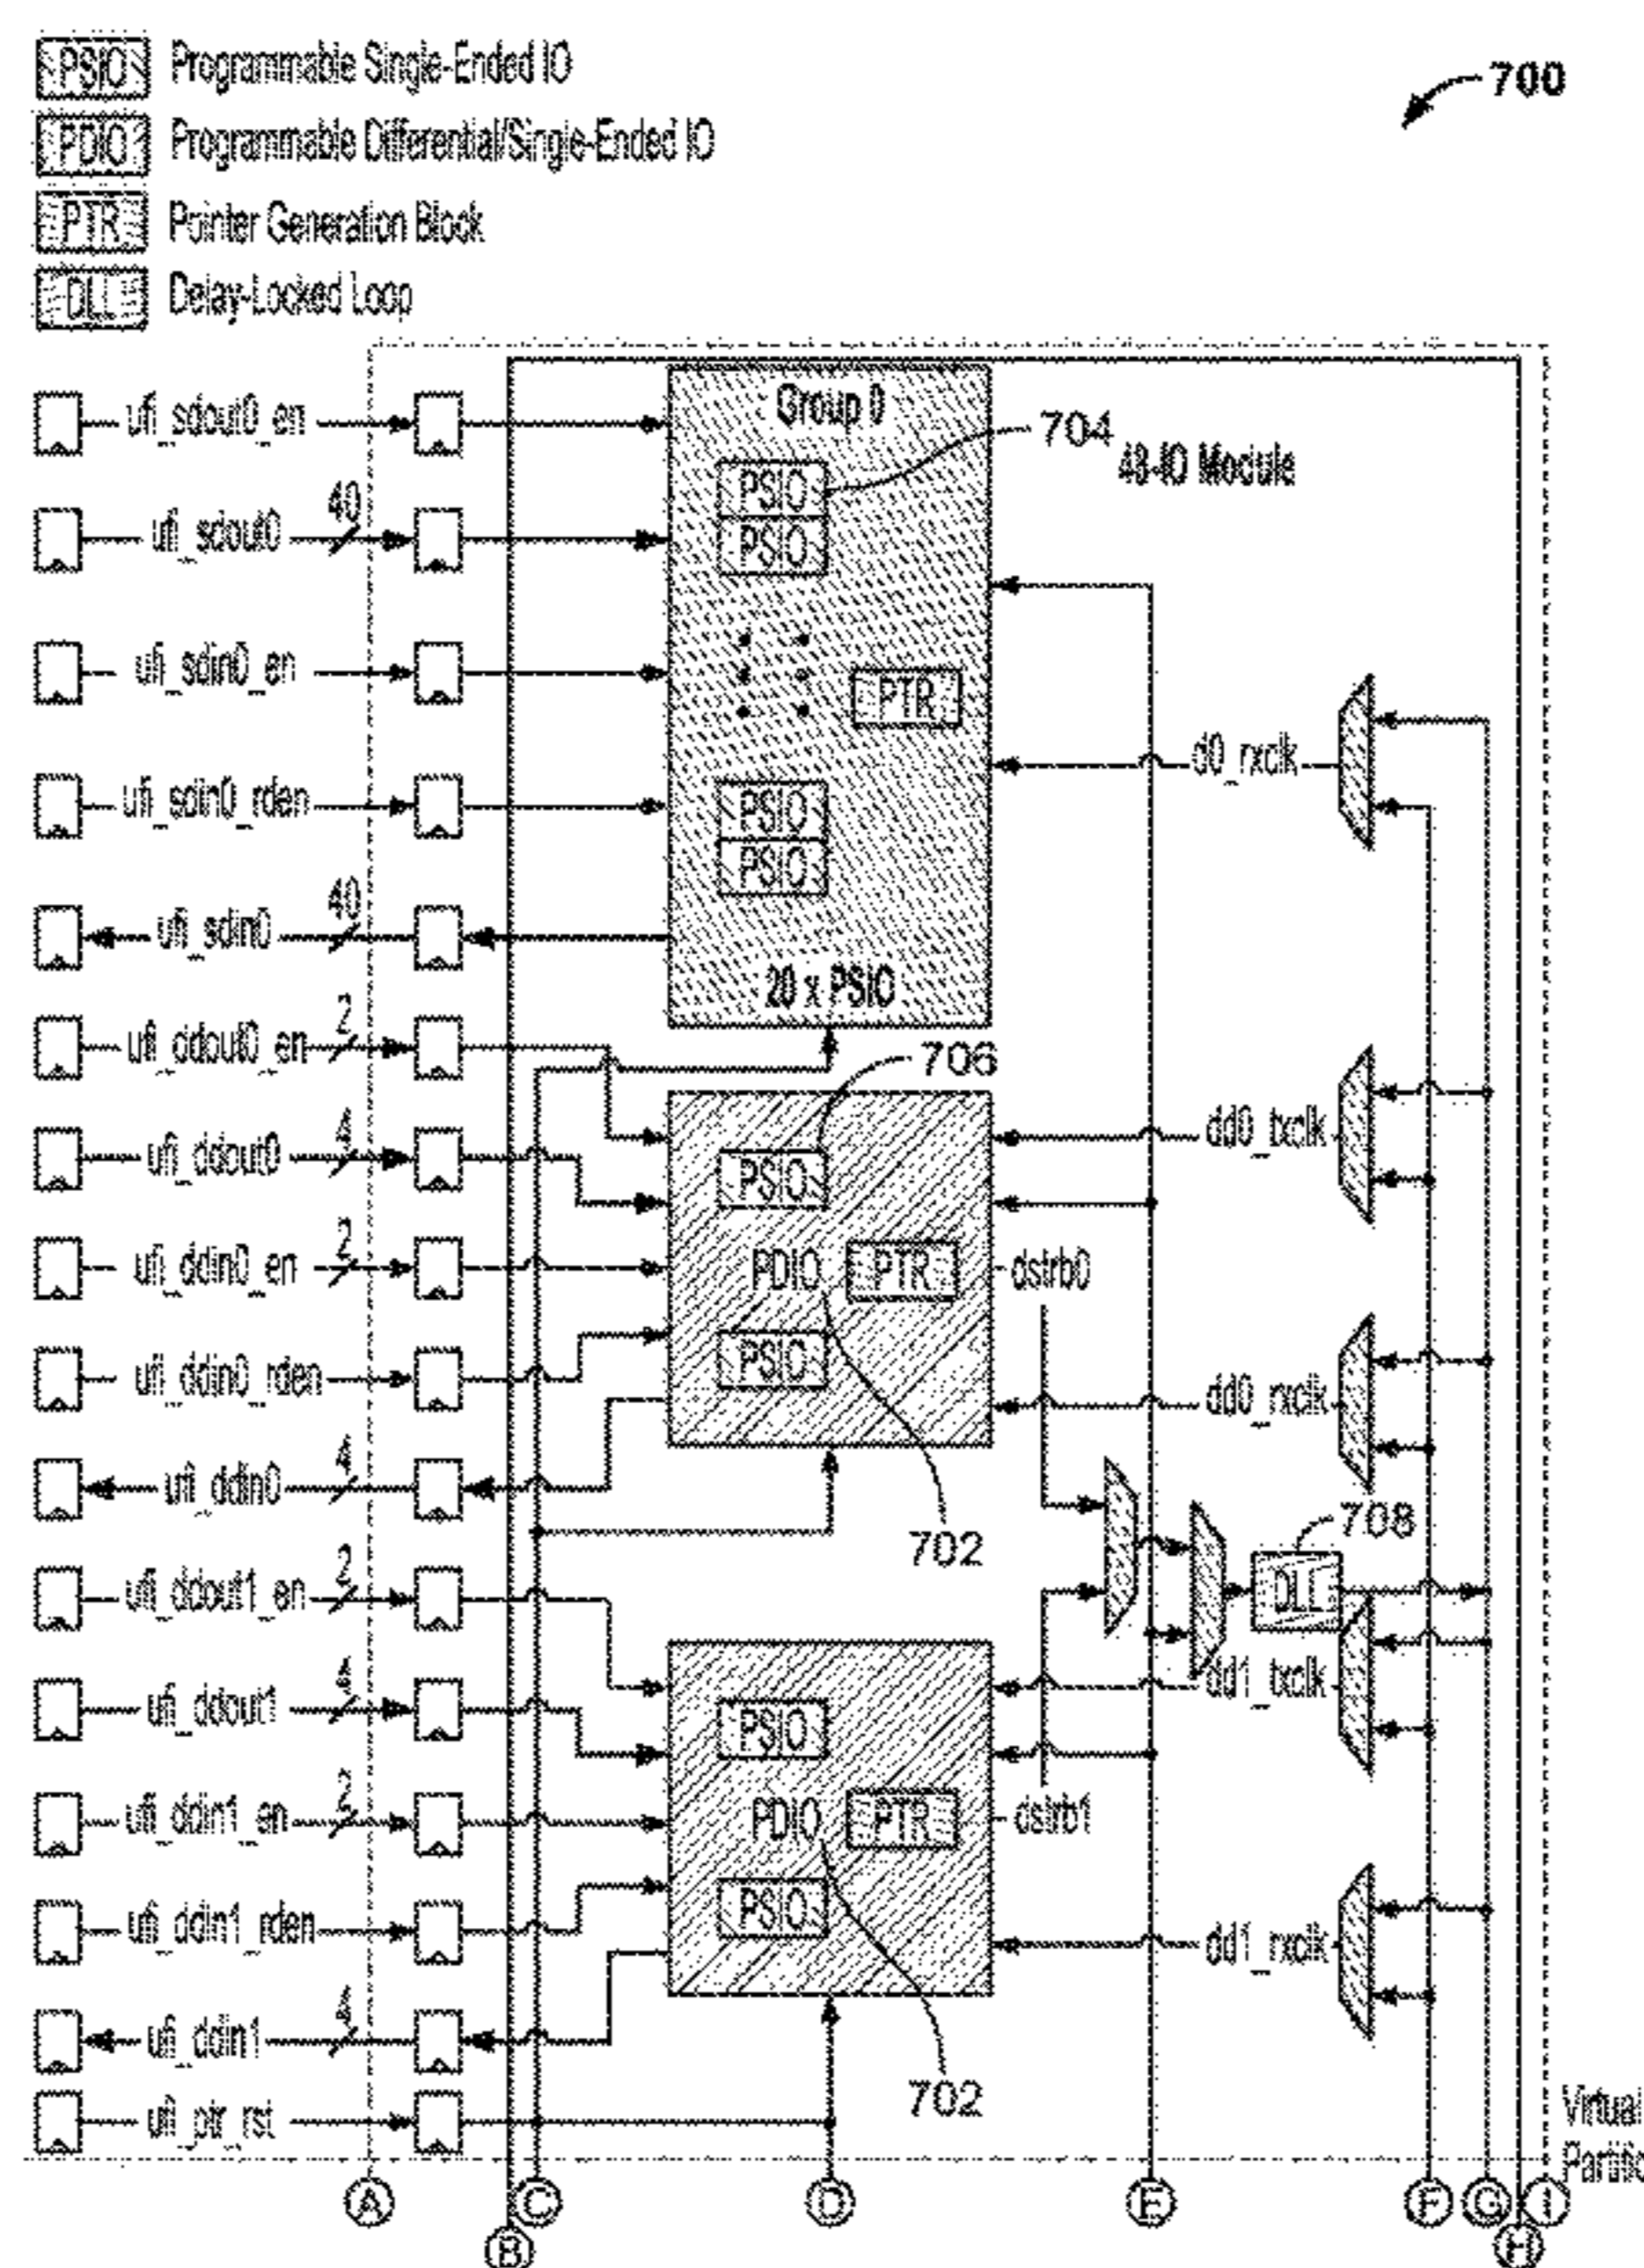 PSIO Programmable Single-Ended IO
700
PDIO Programmable Differential/Single-Ended IO
PTR Pointer Generation Block
DLL Delay-Locked Loop
ufi_sdout0_en
Group 0
704
48-IO Module
PSIO
ufi_sdout0
40
PSIO
ufi_sdin0_en
PTR
d0_rxclk
ufi_sdin0_rden
PSIO
PSIO
ufi_sdin0
40
20 x PSIO
ufi_ddout0_en
2
706
ufi_ddout0
4
PSIO
dd0_txclk
ufi_ddin0_en
2
PDIO
PTR
dstrb0
ufi_ddin0_rden
PSIO
dd0_rxclk
ufi_ddin0
4
702
708
ufi_ddout1_en
2
DLL
ufi_ddout1
4
PSIO
dd1_txclk
ufi_ddin1_en
2
PDIO
PTR
dstrb1
ufi_ddin1_rden
PSIO
dd1_rxclk
ufi_ddin1
4
702
ufi_ptr_rst
Virtual
A
C
D
E
F
G
I
B
H